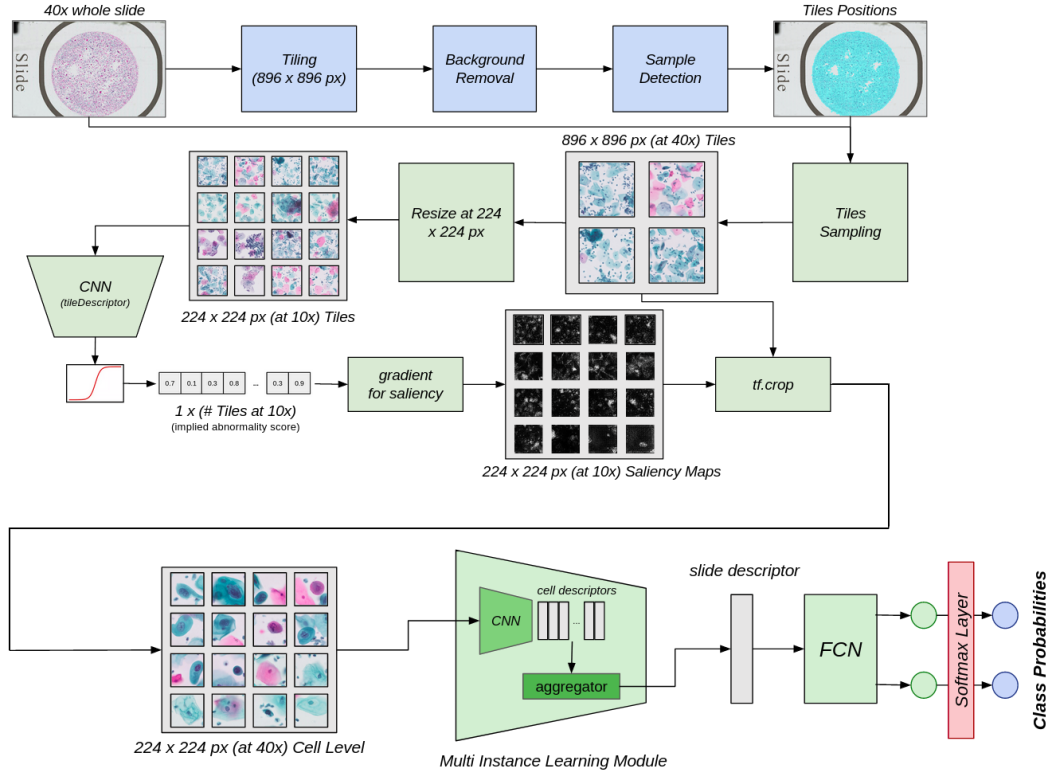 40x whole slide
Tiles Positions
Slide
Tiling
(896 x 896 px)
Background
Removal
Sample
Detection
Slide
896 x 896 px (at 40x) Tiles
Resize at 224
x 224 px
Tiles
Sampling
CNN
(tileDescriptor)
224 x 224 px (at 10x) Tiles
0.7 0.1 0.3 0.8 ... 0.3 0.9
1 x (# Tiles at 10x)
(implied abnormality score)
gradient
for saliency
tf.crop
224 x 224 px (at 10x) Saliency Maps
224 x 224 px (at 40x) Cell Level
cell descriptors
CNN
...
aggregator
Multi Instance Learning Module
slide descriptor
FCN
Softmax Layer
Class Probabilities